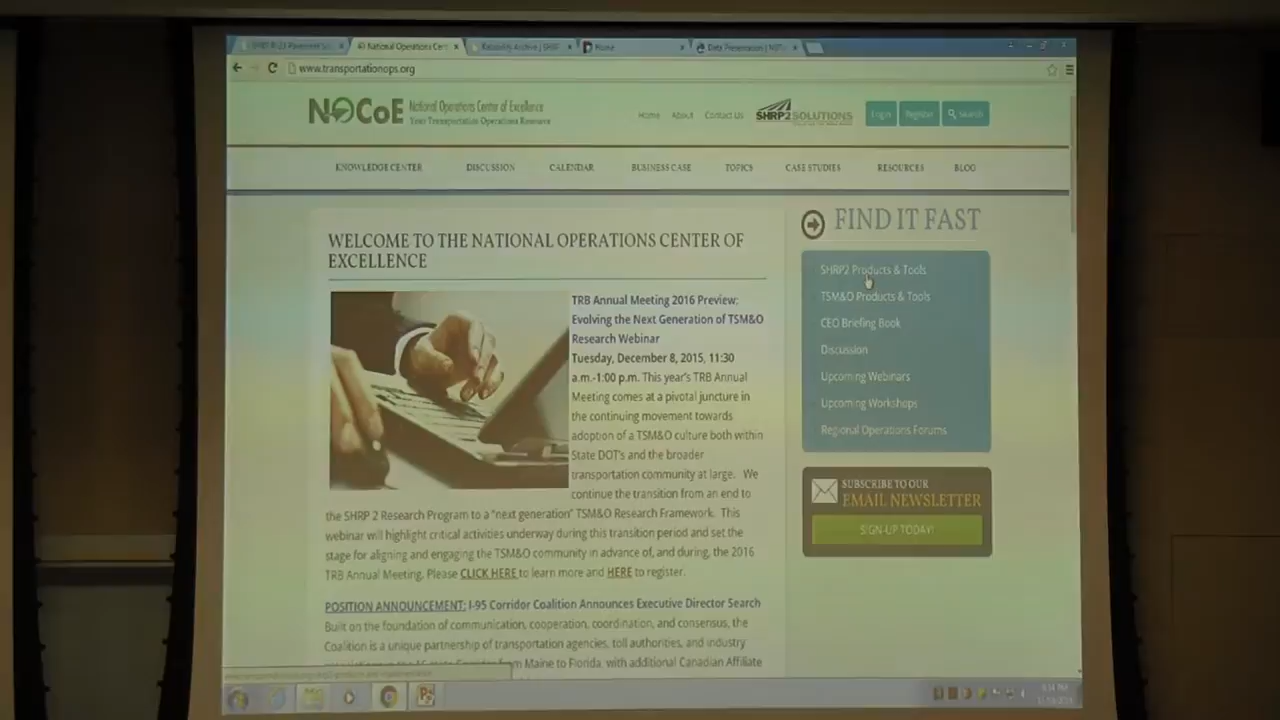 National Operations Cen
Reliability Archive | SHRP
Home
Data Presentation |
www.transportationops.org
NOCoE
National Operations Center of Excellence
Your Transportation Operations Resource
Home About Contact Us
SHRP2 SOLUTIONS
Login Register Search
KNOWLEDGE CENTER DISCUSSION CALENDAR BUSINESS CASE TOPICS CASE STUDIES RESOURCES BLOG
WELCOME TO THE NATIONAL OPERATIONS CENTER OF
EXCELLENCE
TRB Annual Meeting 2016 Preview:
Evolving the Next Generation of TSM&O
Research Webinar
Tuesday, December 8, 2015, 11:30
a.m.-1:00 p.m. This year's TRB Annual
Meeting comes at a pivotal juncture in
the continuing movement towards
adoption of a TSM&O culture both within
State DOT's and the broader
transportation community at large. We
continue the transition from an end to
the SHRP 2 Research Program to a "next generation" TSM&O Research Framework. This
webinar will highlight critical activities underway during this transition period and set the
stage for aligning and engaging the TSM&O community in advance of, and during, the 2016
TRB Annual Meeting. Please CLICK HERE to learn more and HERE to register.
POSITION ANNOUNCEMENT: I-95 Corridor Coalition Announces Executive Director Search
Built on the foundation of communication, cooperation, coordination, and consensus, the
Coalition is a unique partnership of transportation agencies, toll authorities, and industry
from Maine to Florida, with additional Canadian Affiliate
FIND IT FAST
SHRP2 Products & Tools
TSM&O Products & Tools
CEO Briefing Book
Discussion
Upcoming Webinars
Upcoming Workshops
Regional Operations Forums
SUBSCRIBE TO OUR
EMAIL NEWSLETTER
SIGN-UP TODAY!